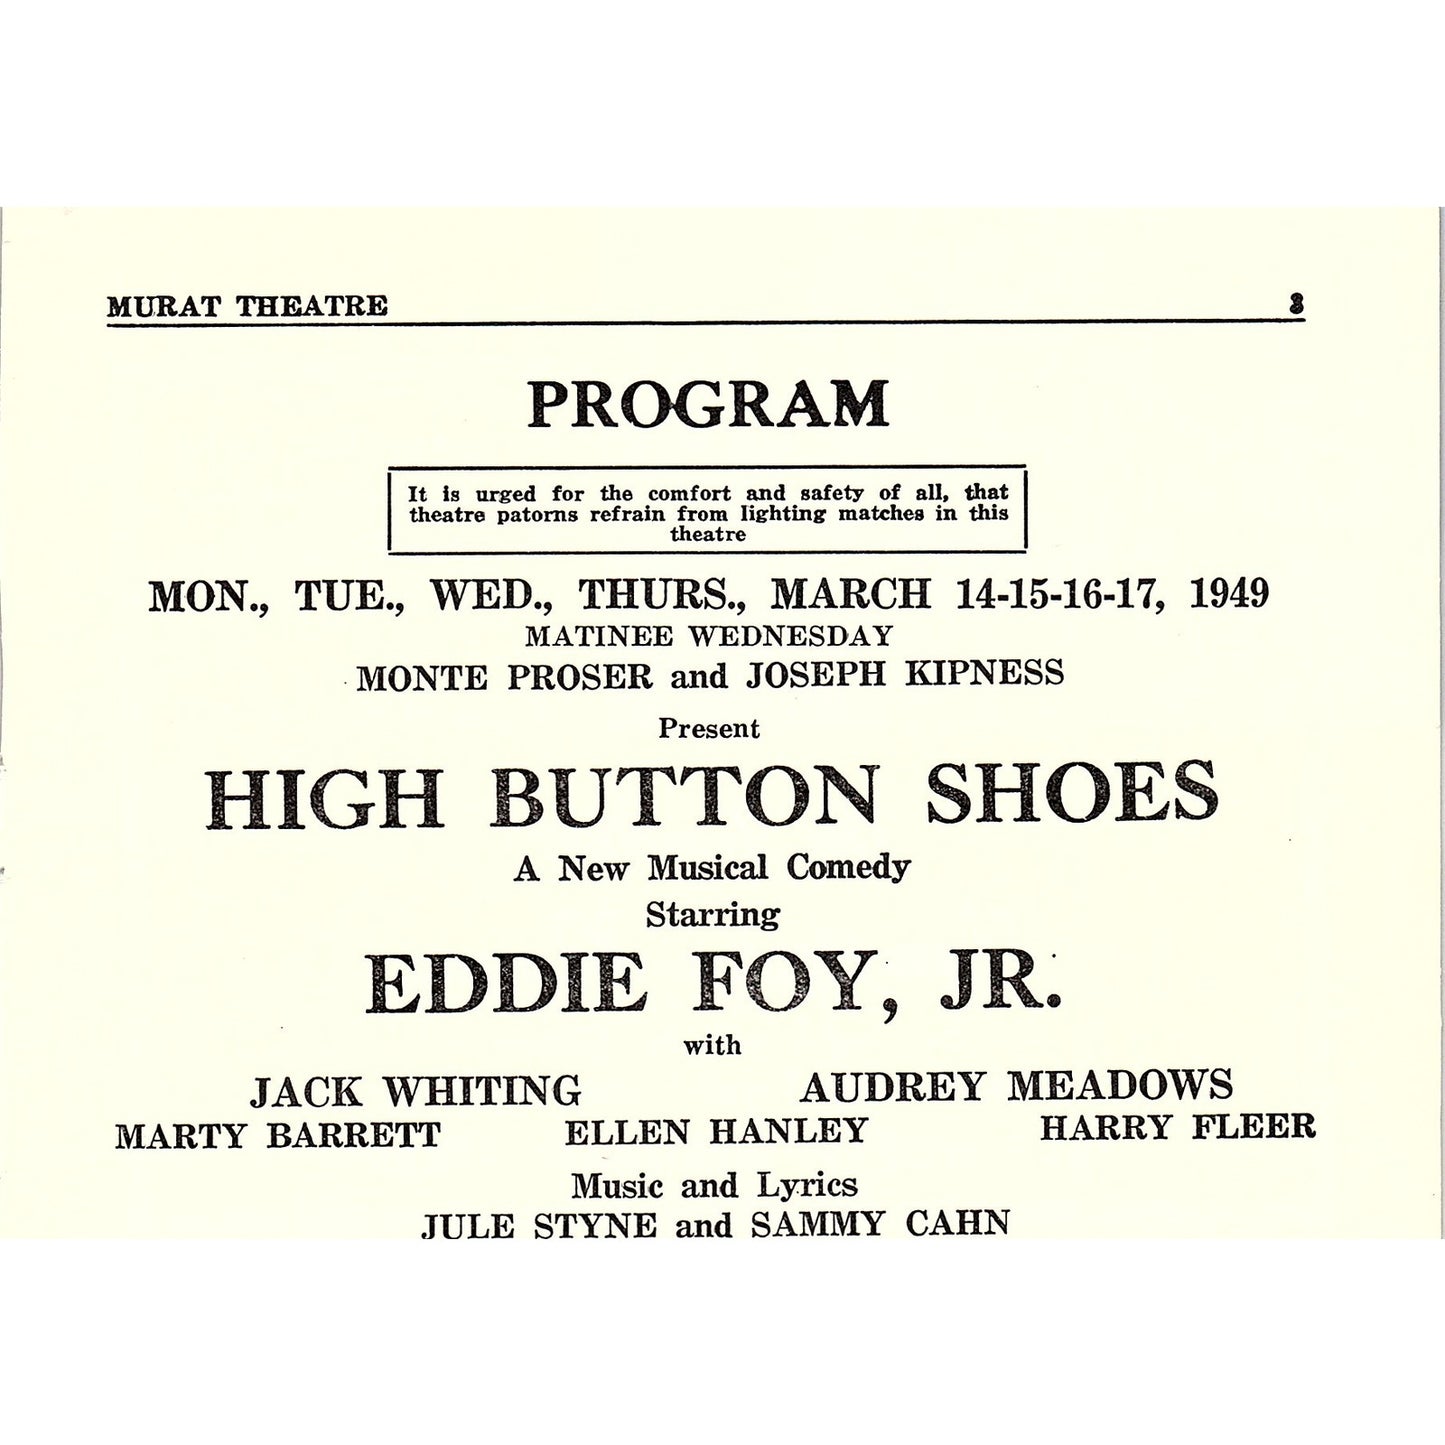 MURAT THEATRE 3
PROGRAM
It is urged for the comfort and safety of all, that
theatre patorns refrain from lighting matches in this
theatre
MON., TUE., WED., THURS., MARCH 14-15-16-17, 1949
MATINEE WEDNESDAY
MONTE PROSER and JOSEPH KIPNESS
Present
HIGH BUTTON SHOES
A New Musical Comedy
Starring
EDDIE FOY, JR.
with
JACK WHITING AUDREY MEADOWS
MARTY BARRETT ELLEN HANLEY HARRY FLEER
Music and Lyrics
JULE STYNE and SAMMY CAHN